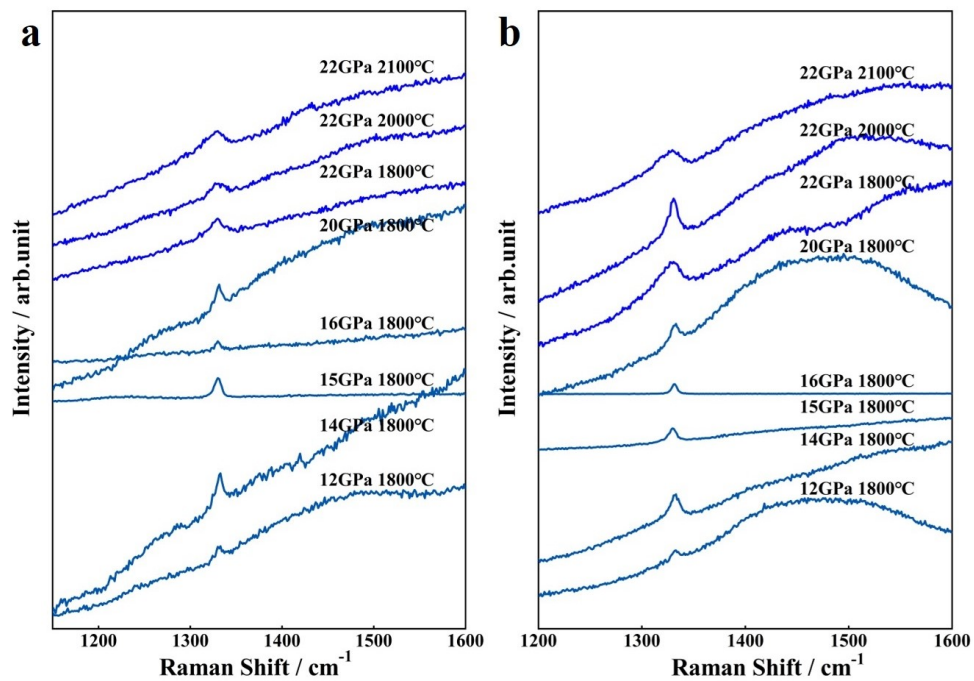 a
22GPa 2100℃
22GPa 2000℃
22GPa 1800℃
20GPa 1800℃
16GPa 1800℃
15GPa 1800℃
14GPa 1800℃
12GPa 1800℃
Intensity / arb.unit
1200 1300 1400 1500 1600
Raman Shift / cm⁻¹
b
22GPa 2100℃
22GPa 2000℃
22GPa 1800℃
20GPa 1800℃
16GPa 1800℃
15GPa 1800℃
14GPa 1800℃
12GPa 1800℃
Intensity / arb.unit
1200 1300 1400 1500 1600
Raman Shift / cm⁻¹